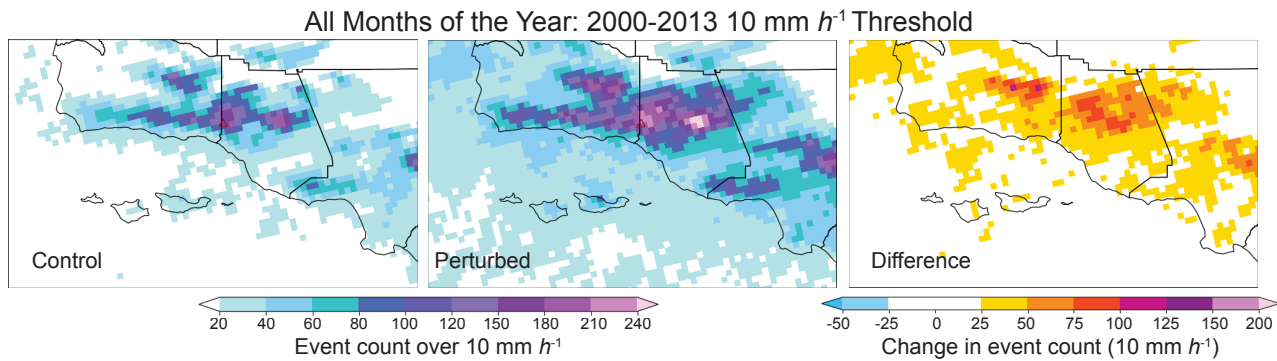 All Months of the Year: 2000-2013 10 mm h⁻¹ Threshold
Control
Perturbed
Difference
20 40 60 80 100 120 150 180 210 240
Event count over 10 mm h⁻¹
-50 -25 0 25 50 75 100 125 150 200
Change in event count (10 mm h⁻¹)